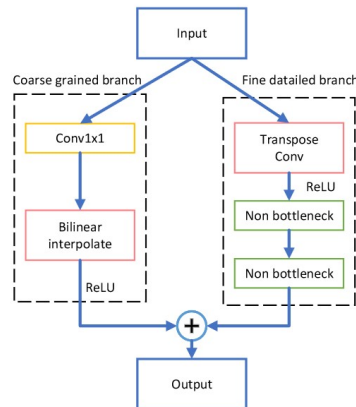 Input
Coarse grained branch
Fine datailed branch
Conv1x1
Transpose
Conv
ReLU
Bilinear
interpolate
Non bottleneck
Non bottleneck
ReLU
+
Output